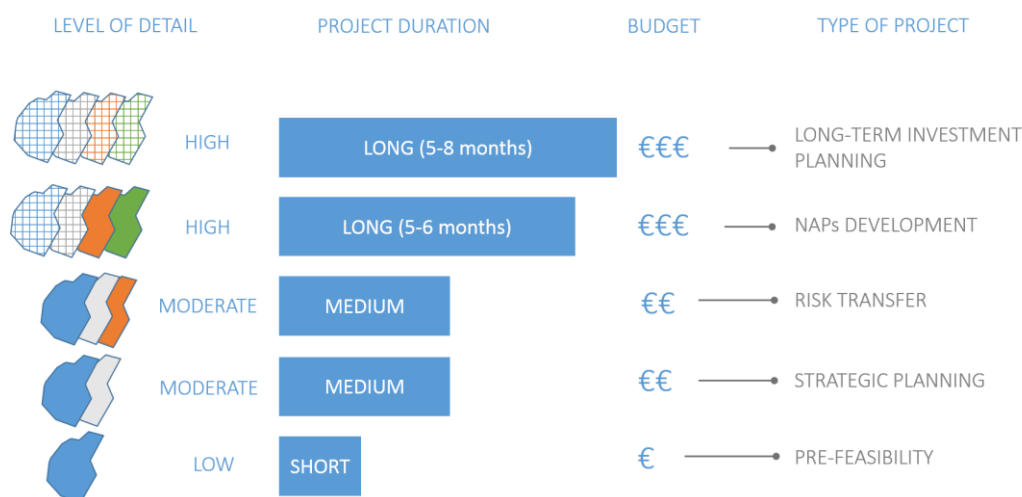 LEVEL OF DETAIL PROJECT DURATION BUDGET TYPE OF PROJECT
HIGH LONG (5-8 months) €€€ LONG-TERM INVESTMENT
PLANNING
HIGH LONG (5-6 months) €€€ NAPs DEVELOPMENT
MODERATE MEDIUM €€ RISK TRANSFER
MODERATE MEDIUM €€ STRATEGIC PLANNING
LOW SHORT € PRE-FEASIBILITY